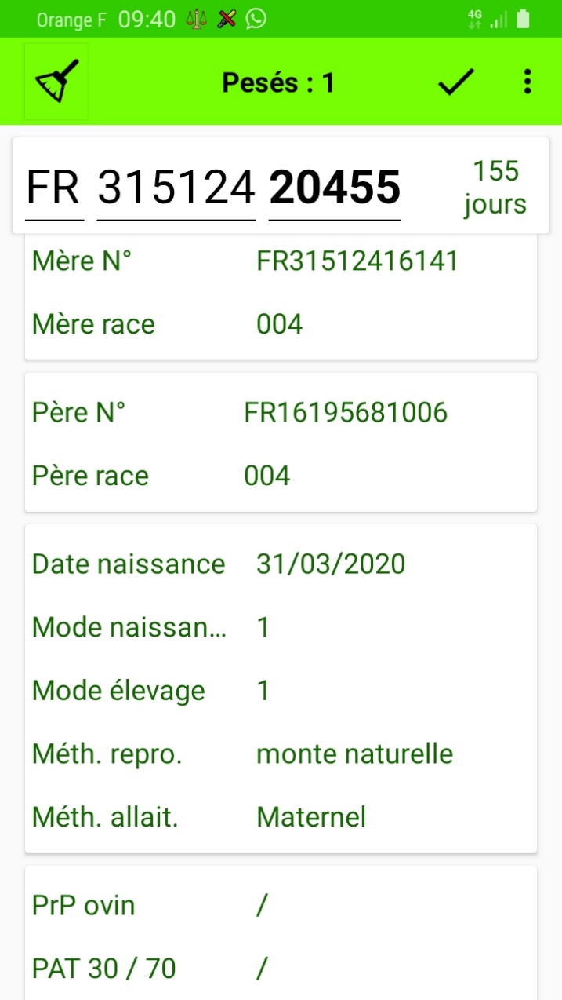 Orange F 09:40 4G
Pesés : 1
FR 315124 20455 155 jours
Mère N° FR31512416141
Mère race 004
Père N° FR16195681006
Père race 004
Date naissance 31/03/2020
Mode naissan... 1
Mode élevage 1
Méth. repro. monte naturelle
Méth. allait. Maternel
PrP ovin /
PAT 30 / 70 /